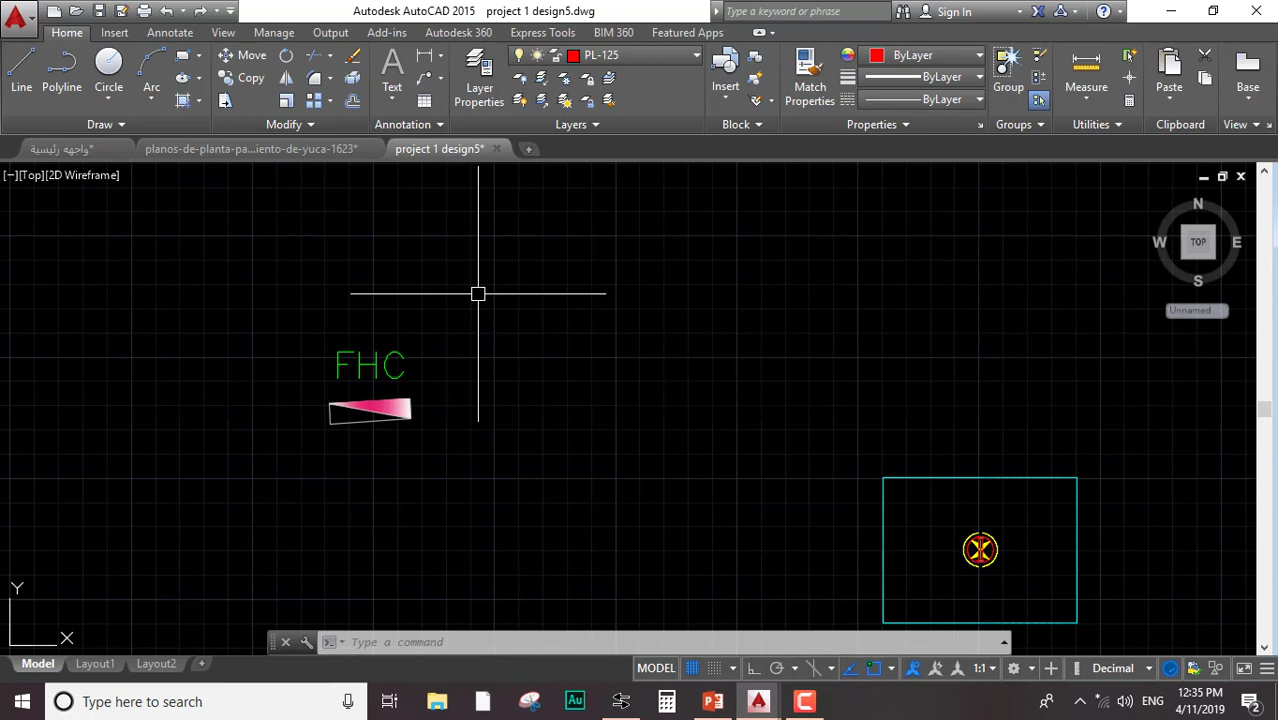 Autodesk AutoCAD 2015 project 1 design5.dwg
Type a keyword or phrase
Sign In
Home Insert Annotate View Manage Output Add-ins Autodesk 360 Express Tools BIM 360 Featured Apps
Line
Polyline
Circle
Arc
Move
Copy
Text
Layer
Properties
PL-125
Insert
Match
Properties
ByLayer
ByLayer
ByLayer
Group
Measure
Paste
Base
Draw
Modify
Annotation
Layers
Block
Properties
Groups
Utilities
Clipboard
View
واجهه رئيسية*
planos-de-planta-pa...iento-de-yuca-1623*
project 1 design5*
[−][Top][2D Wireframe]
N
W TOP E
S
Unnamed
FHC
Y
X
Type a command
Model Layout1 Layout2
MODEL
1:1
Decimal
Type here to search
ENG
12:35 PM
4/11/2019
2